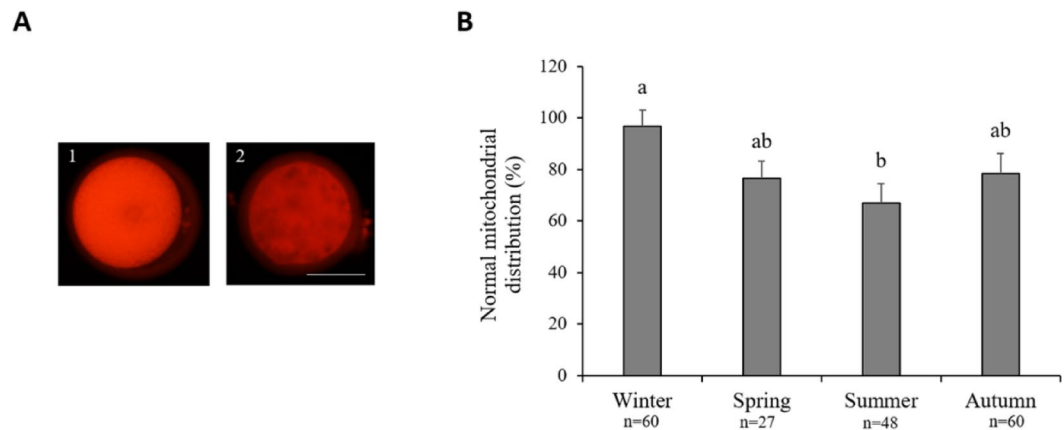 A
B
1
2
Normal mitochondrial
distribution (%)
120
100
80
60
40
20
0
a
ab
b
ab
Winter
n=60
Spring
n=27
Summer
n=48
Autumn
n=60